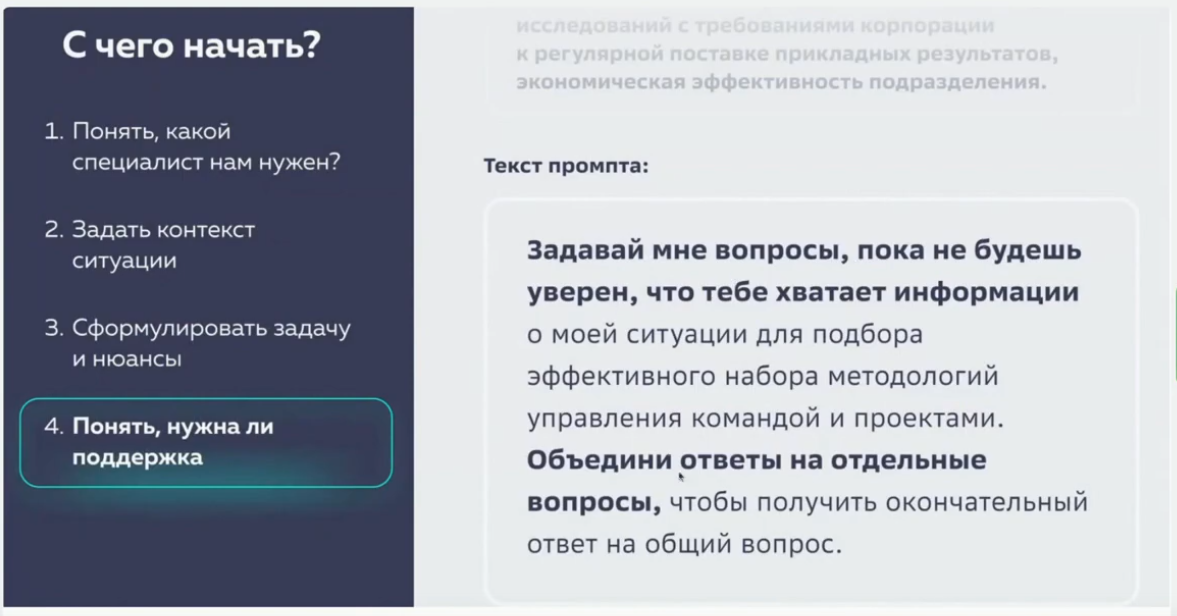 С чего начать?
1. Понять, какой
специалист нам нужен?
2. Задать контекст
ситуации
3. Сформулировать задачу
и нюансы
4. Понять, нужна ли
поддержка
исследований с требованиями корпорации
к регулярной поставке прикладных результатов,
экономическая эффективность подразделения.
Текст промпта:
Задавай мне вопросы, пока не будешь
уверен, что тебе хватает информации
о моей ситуации для подбора
эффективного набора методологий
управления командой и проектами.
Объедини ответы на отдельные
вопросы, чтобы получить окончательный
ответ на общий вопрос.